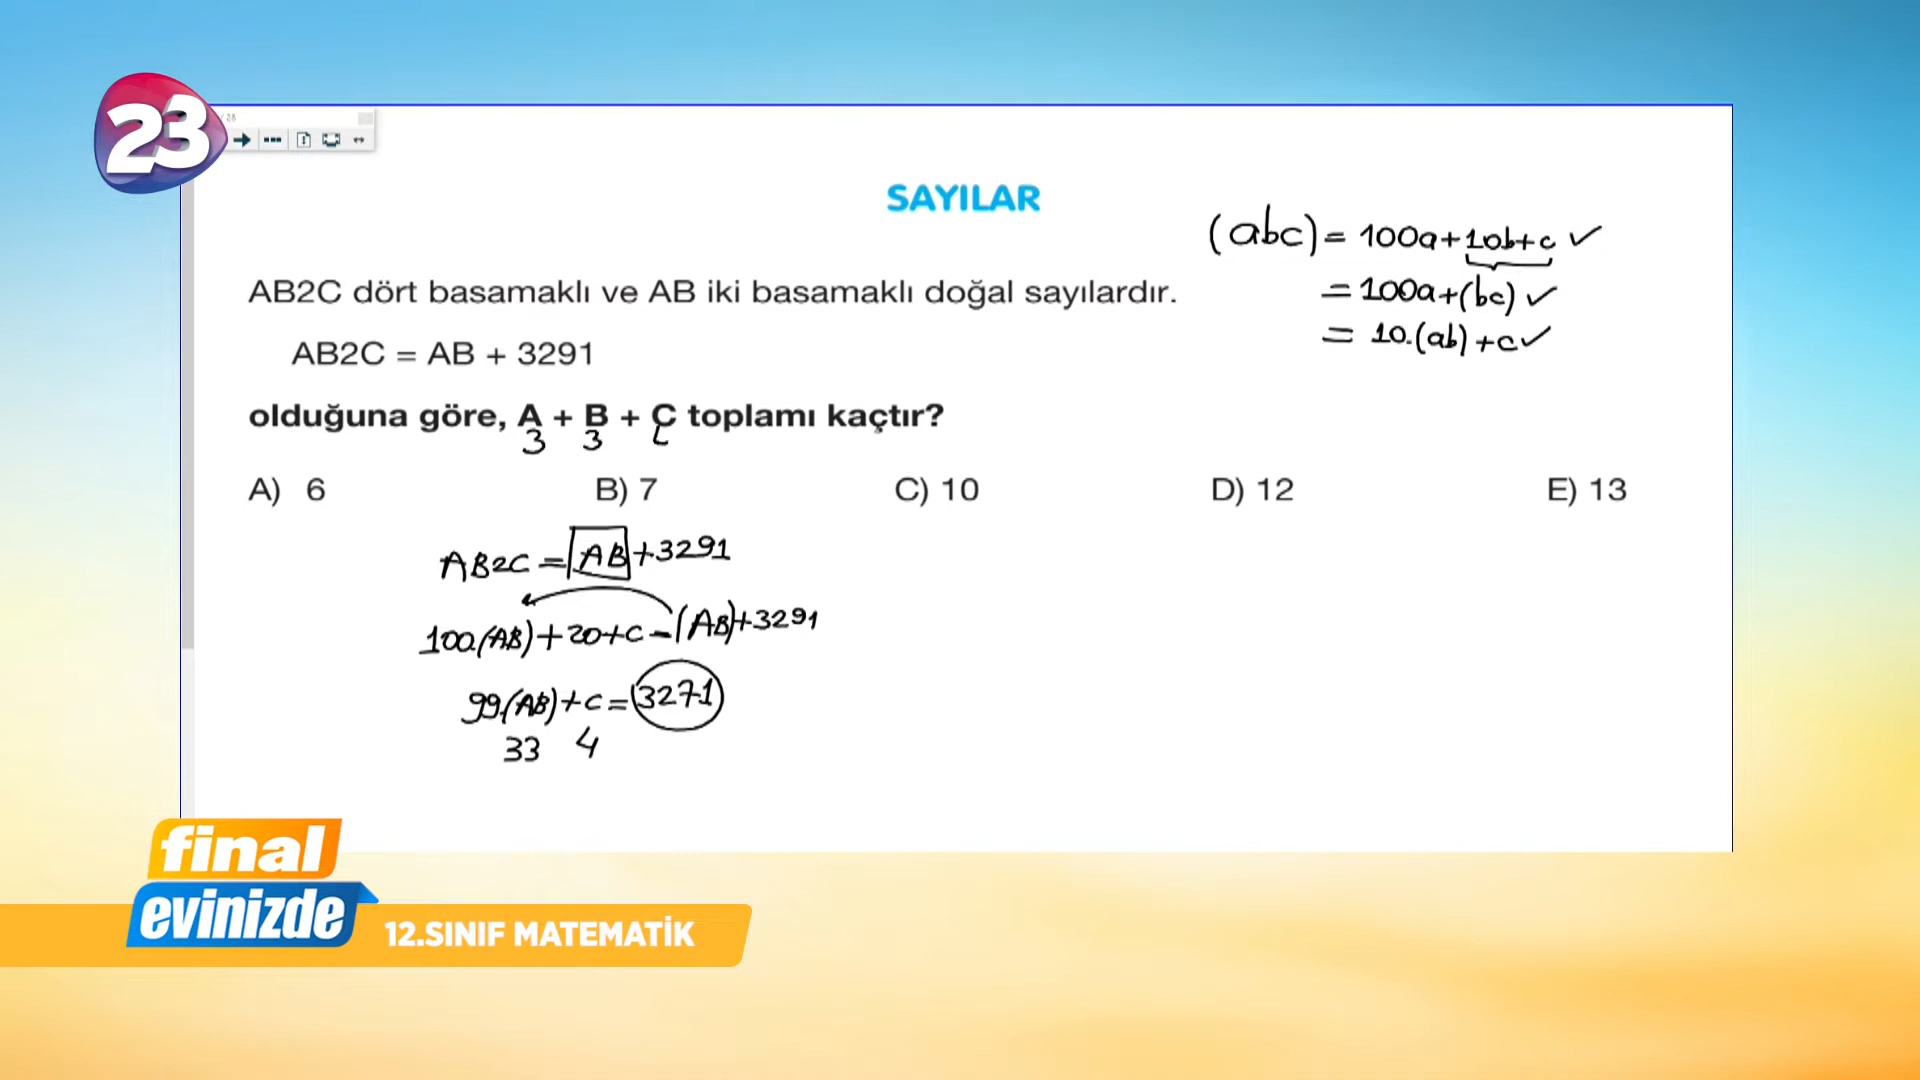 23
/ 28
SAYILAR
(abc) = 100a+10b+c ✓
= 100a+(bc) ✓
= 10.(ab)+c ✓
AB2C dört basamaklı ve AB iki basamaklı doğal sayılardır.
AB2C = AB + 3291
olduğuna göre, A + B + C toplamı kaçtır?
3 3
A) 6 B) 7 C) 10 D) 12 E) 13
AB2C = AB +3291
100.(AB)+20+c = (AB)+3291
99.(AB)+c = 3271
33 4
final
evinizde
12.SINIF MATEMATİK